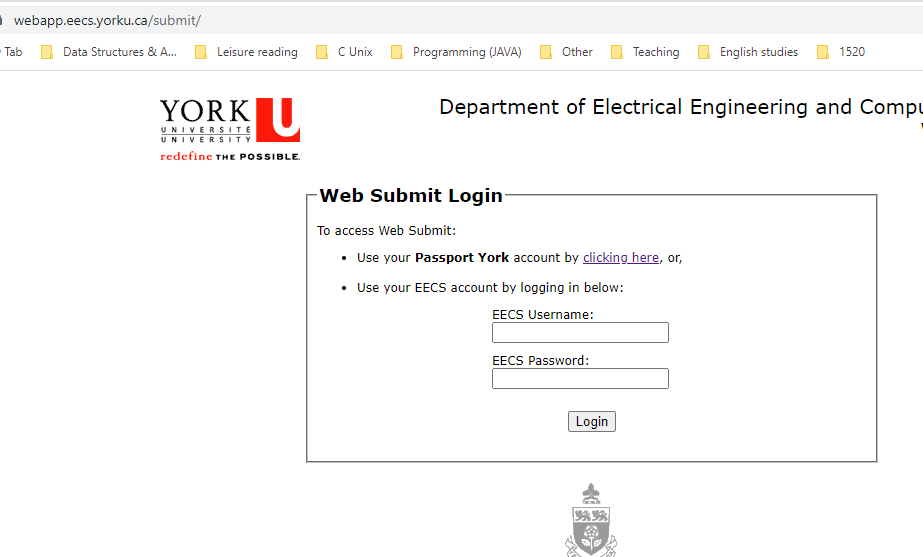 webapp.eecs.yorku.ca/submit/
Tab Data Structures & A... Leisure reading C Unix Programming (JAVA) Other Teaching English studies 1520
YORK U
UNIVERSITÉ
UNIVERSITY
redefine THE POSSIBLE.
Department of Electrical Engineering and Compu
Web Submit Login
To access Web Submit:
• Use your Passport York account by clicking here, or,
• Use your EECS account by logging in below:
EECS Username:
EECS Password:
Login